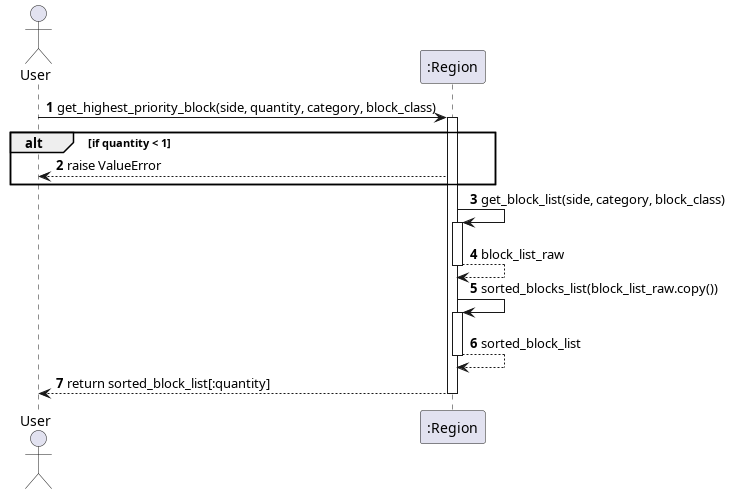 User
:Region
1 get_highest_priority_block(side, quantity, category, block_class)
alt [if quantity < 1]
2 raise ValueError
3 get_block_list(side, category, block_class)
4 block_list_raw
5 sorted_blocks_list(block_list_raw.copy())
6 sorted_block_list
7 return sorted_block_list[:quantity]
User
:Region